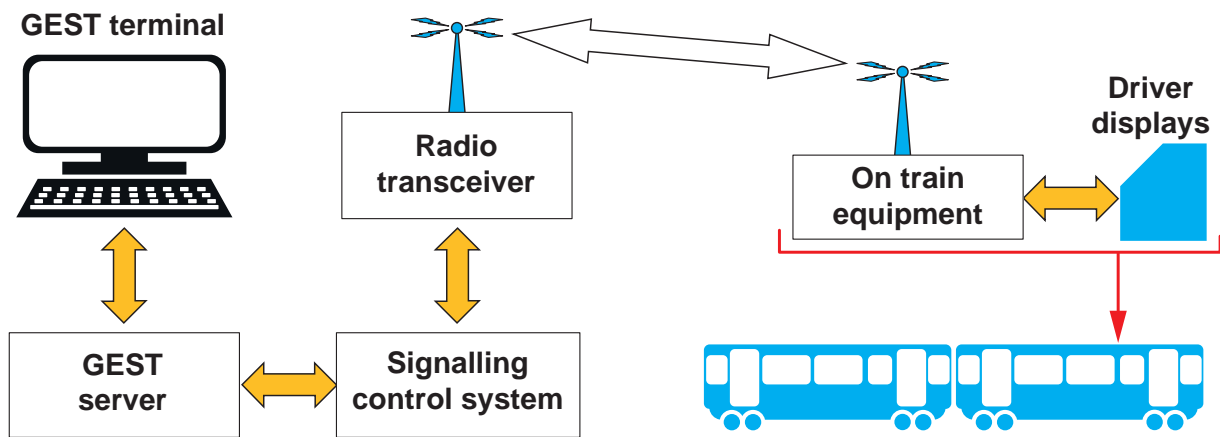 GEST terminal
Radio
transceiver
Driver
displays
On train
equipment
GEST
server
Signalling
control system